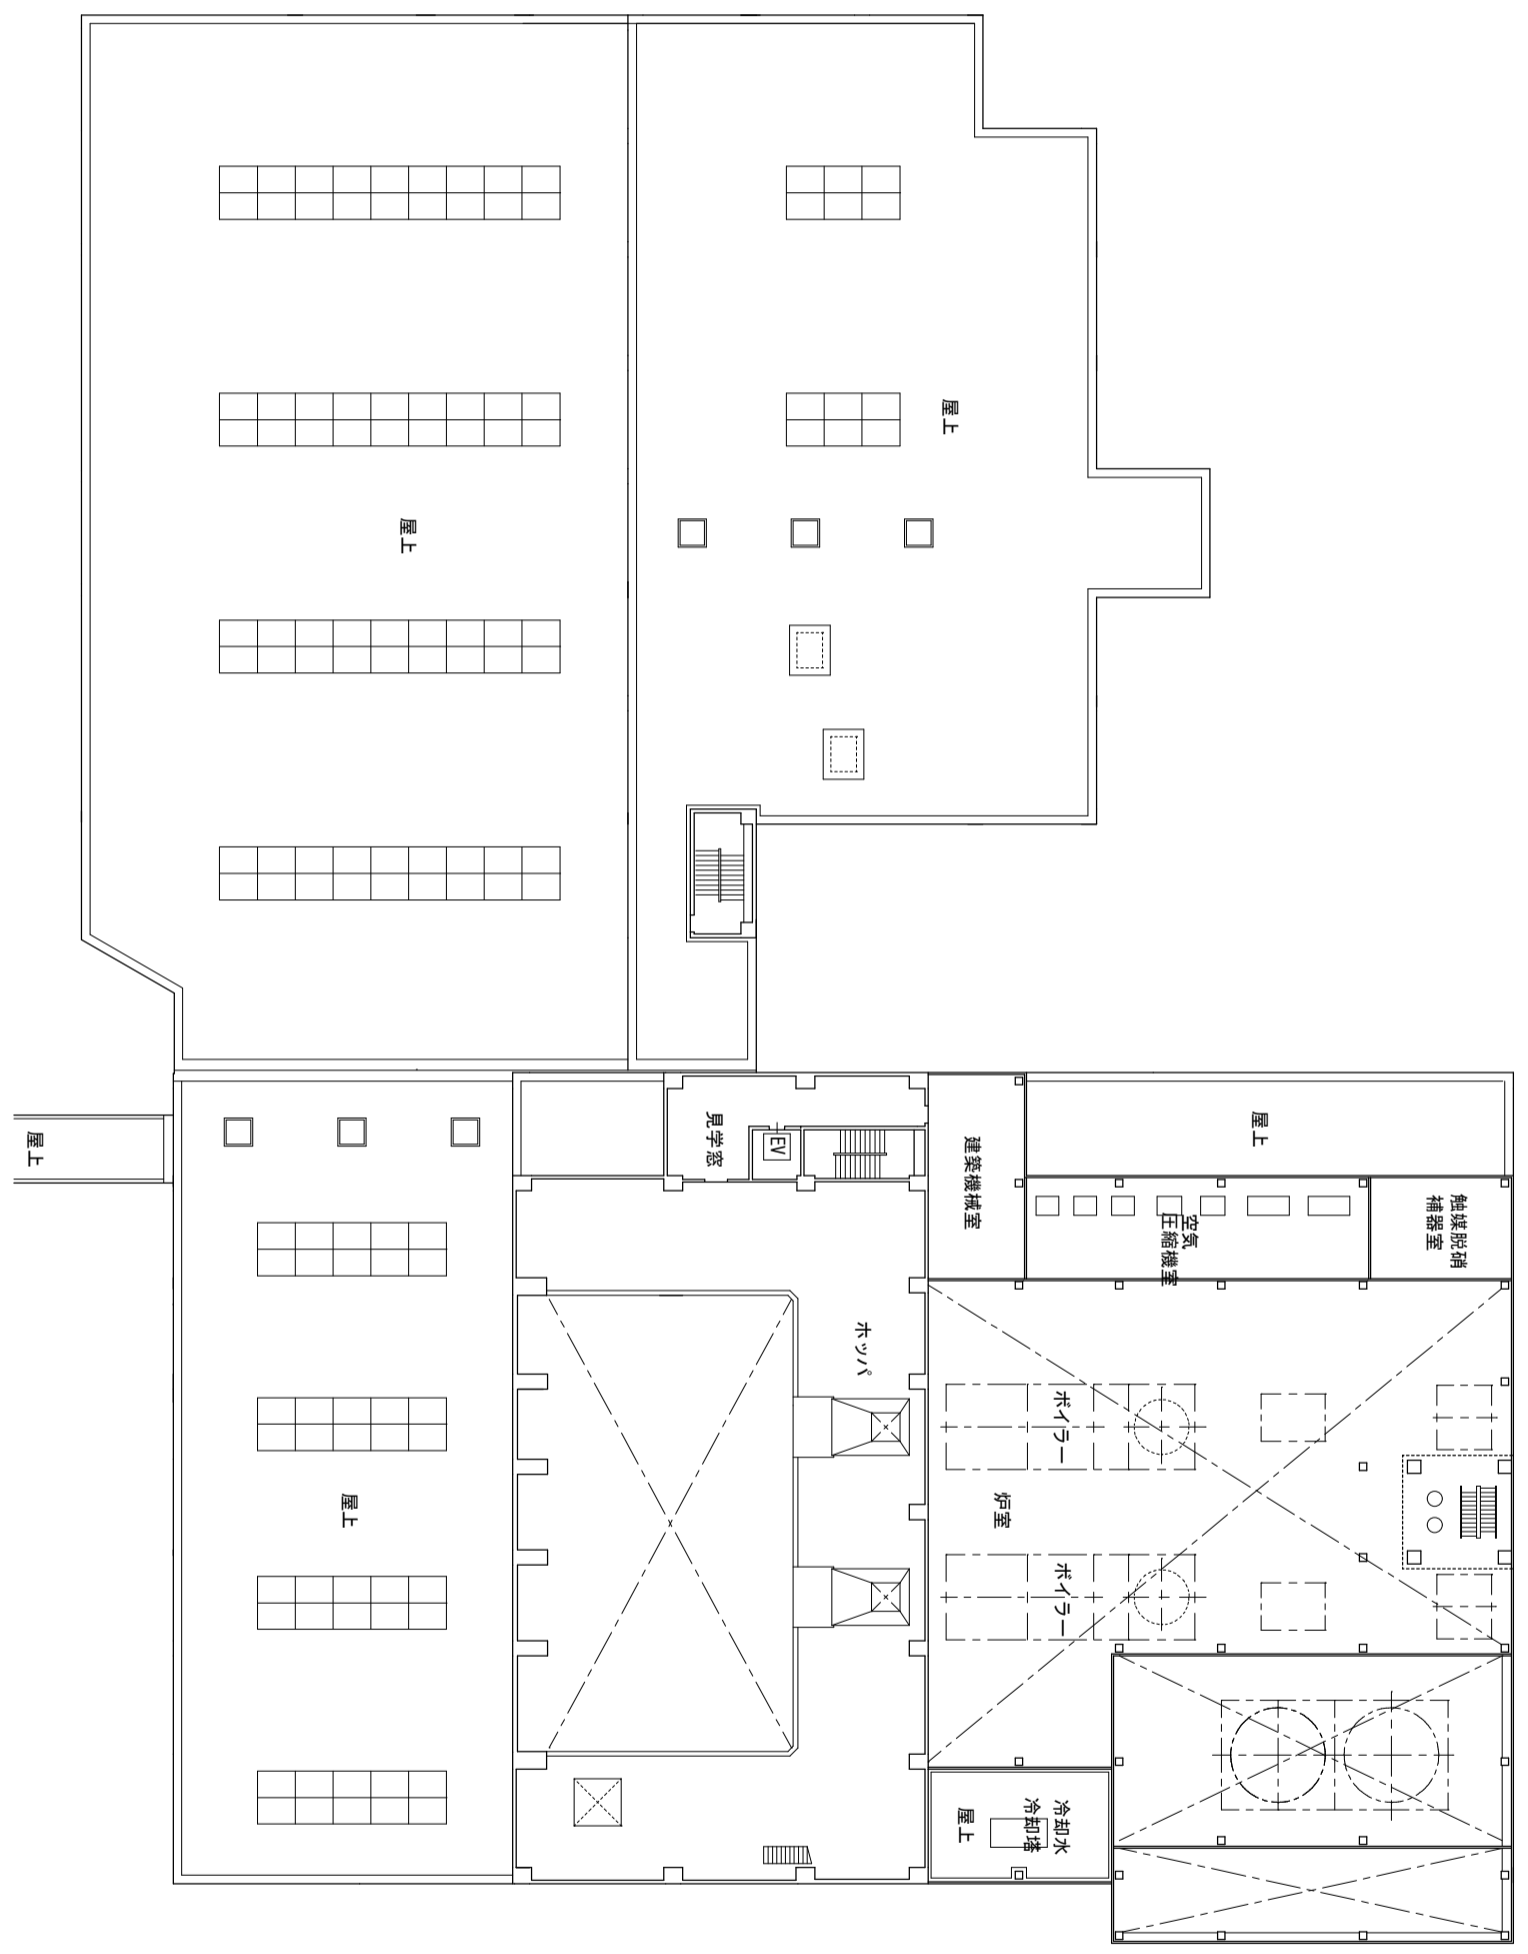 屋上
屋上
屋上
見学窓
EV
建築機械室
屋上
触媒脱硝
補器室
空気
圧縮機室
ホッパ
ボイラー
炉室
ボイラー
屋上
冷却水
冷却塔
屋上